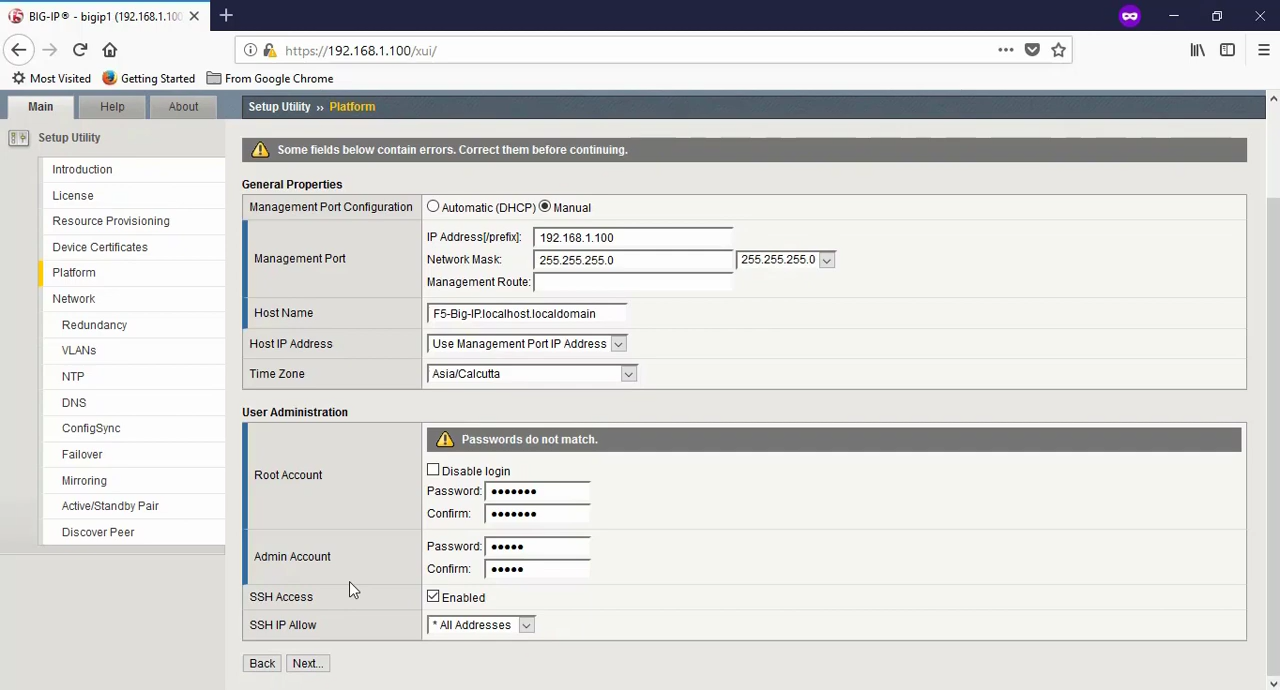 BIG-IP® - bigip1 (192.168.1.100
https://192.168.1.100/xui/
Most Visited
Getting Started
From Google Chrome
Main
Help
About
Setup Utility
Introduction
License
Resource Provisioning
Device Certificates
Platform
Network
Redundancy
VLANs
NTP
DNS
ConfigSync
Failover
Mirroring
Active/Standby Pair
Discover Peer
Setup Utility ›› Platform
Some fields below contain errors. Correct them before continuing.
General Properties
Management Port Configuration
Automatic (DHCP) Manual
Management Port
IP Address[/prefix]: 192.168.1.100
Network Mask: 255.255.255.0 255.255.255.0
Management Route:
Host Name F5-Big-IP.localhost.localdomain
Host IP Address Use Management Port IP Address
Time Zone Asia/Calcutta
User Administration
Passwords do not match.
Root Account
Disable login
Password: •••••••
Confirm: •••••••
Admin Account
Password: •••••
Confirm: •••••
SSH Access Enabled
SSH IP Allow * All Addresses
Back Next...